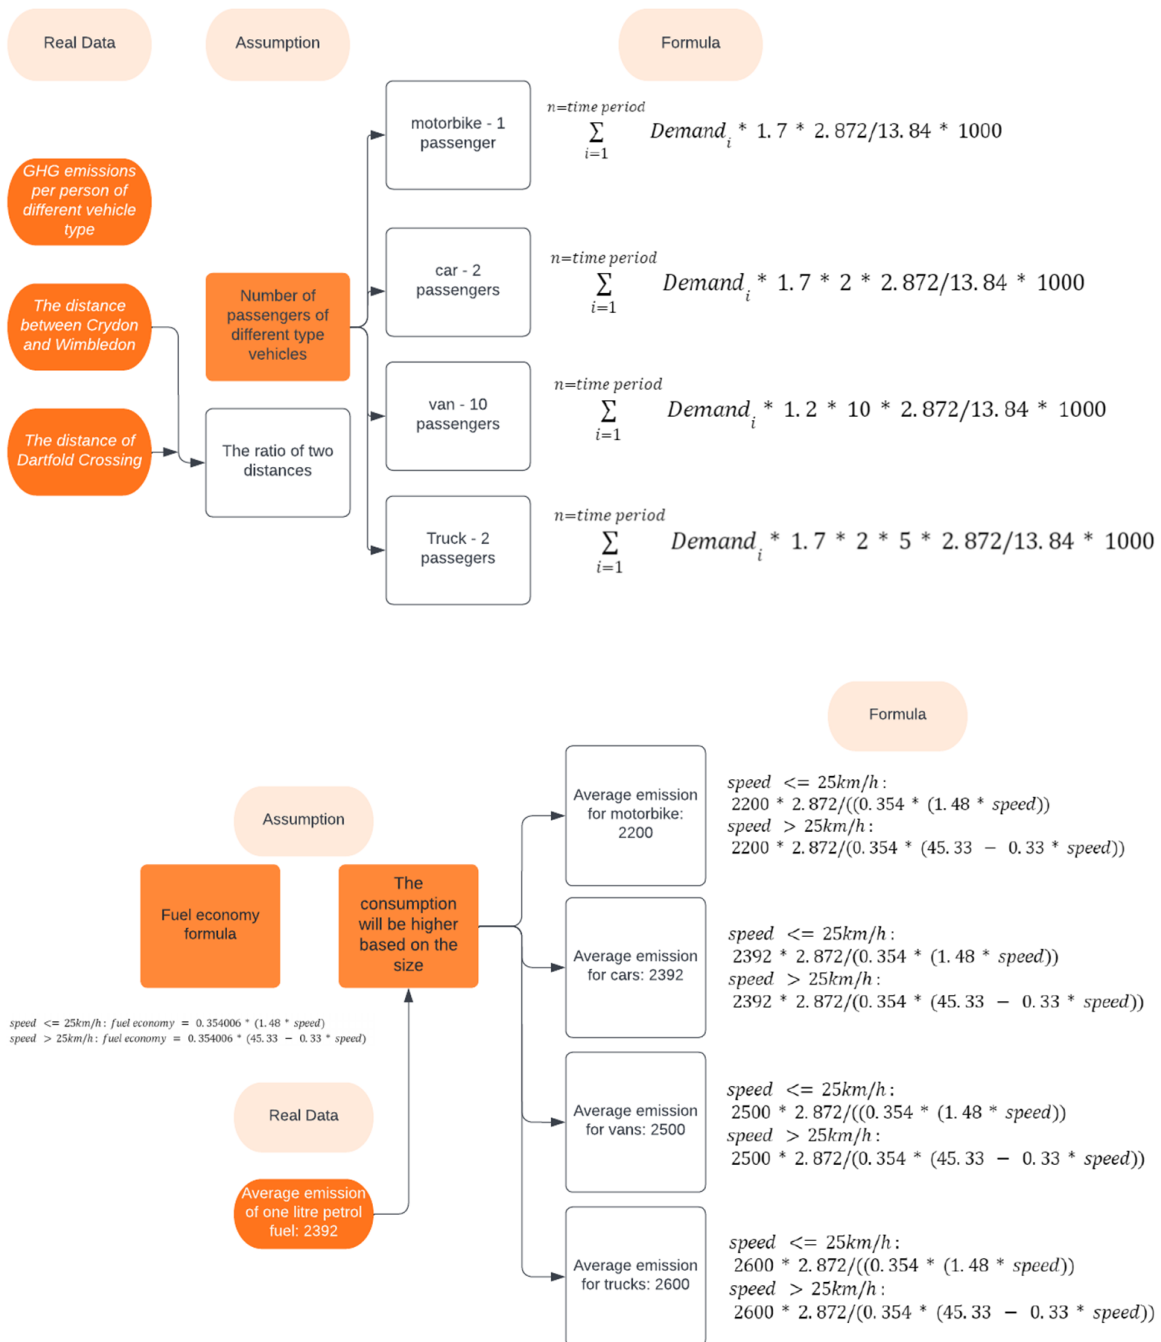 Real Data
Assumption
Formula
GHG emissions
per person of
different vehicle
type
The distance
between Crydon
and Wimbledon
The distance of
Dartfold Crossing
Number of
passengers of
different type
vehicles
The ratio of two
distances
motorbike - 1
passenger
n=time period
∑ Demand_i * 1.7 * 2.872/13.84 * 1000
i=1
car - 2
passengers
n=time period
∑ Demand_i * 1.7 * 2 * 2.872/13.84 * 1000
i=1
van - 10
passengers
n=time period
∑ Demand_i * 1.2 * 10 * 2.872/13.84 * 1000
i=1
Truck - 2
passegers
n=time period
∑ Demand_i * 1.7 * 2 * 5 * 2.872/13.84 * 1000
i=1
Formula
Assumption
Fuel economy
formula
The
consumption
will be higher
based on the
size
speed <= 25km/h: fuel economy = 0.354006 * (1.48 * speed)
speed > 25km/h: fuel economy = 0.354006 * (45.33 − 0.33 * speed)
Real Data
Average emission
of one litre petrol
fuel: 2392
Average emission
for motorbike:
2200
speed <= 25km/h:
2200 * 2.872/((0.354 * (1.48 * speed))
speed > 25km/h:
2200 * 2.872/(0.354 * (45.33 − 0.33 * speed))
Average emission
for cars: 2392
speed <= 25km/h:
2392 * 2.872/(0.354 * (1.48 * speed))
speed > 25km/h:
2392 * 2.872/(0.354 * (45.33 − 0.33 * speed))
Average emission
for vans: 2500
speed <= 25km/h:
2500 * 2.872/((0.354 * (1.48 * speed))
speed > 25km/h:
2500 * 2.872/(0.354 * (45.33 − 0.33 * speed))
Average emission
for trucks: 2600
speed <= 25km/h:
2600 * 2.872/((0.354 * (1.48 * speed))
speed > 25km/h:
2600 * 2.872/(0.354 * (45.33 − 0.33 * speed))